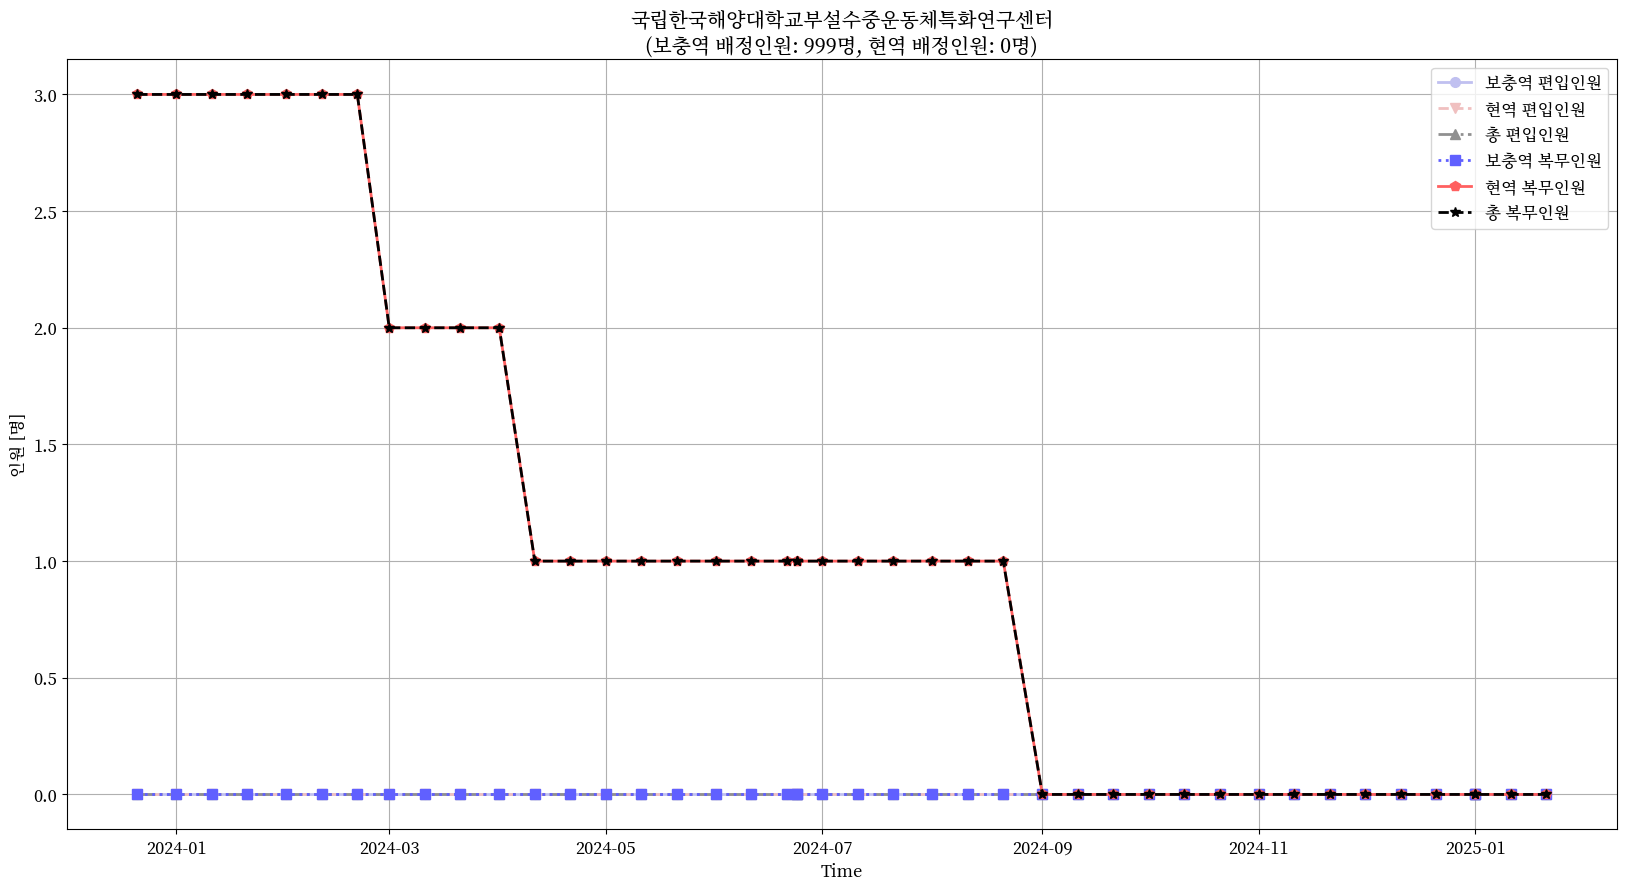 국립한국해양대학교부설수중운동체특화연구센터
(보충역 배정인원: 999명, 현역 배정인원: 0명)
보충역 편입인원
현역 편입인원
총 편입인원
보충역 복무인원
현역 복무인원
총 복무인원
인원 [명]
3.0
2.5
2.0
1.5
1.0
0.5
0.0
2024-01
2024-03
2024-05
2024-07
2024-09
2024-11
2025-01
Time